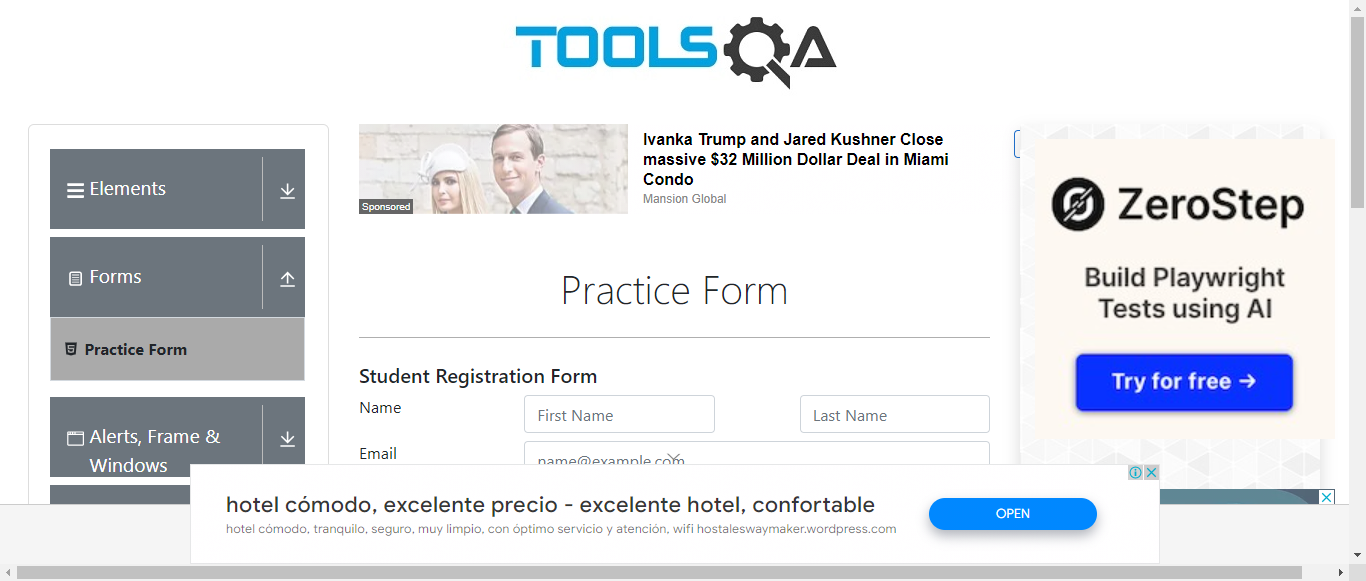 TOOLSQA
Elements
Forms
Practice Form
Alerts, Frame &
Windows
Sponsored
Ivanka Trump and Jared Kushner Close
massive $32 Million Dollar Deal in Miami
Condo
Mansion Global
Practice Form
Student Registration Form
Name
First Name
Last Name
Email
name@example.com
ZeroStep
Build Playwright
Tests using AI
Try for free →
hotel cómodo, excelente precio - excelente hotel, confortable
hotel cómodo, tranquilo, seguro, muy limpio, con óptimo servicio y atención, wifi hostaleswaymaker.wordpress.com
OPEN